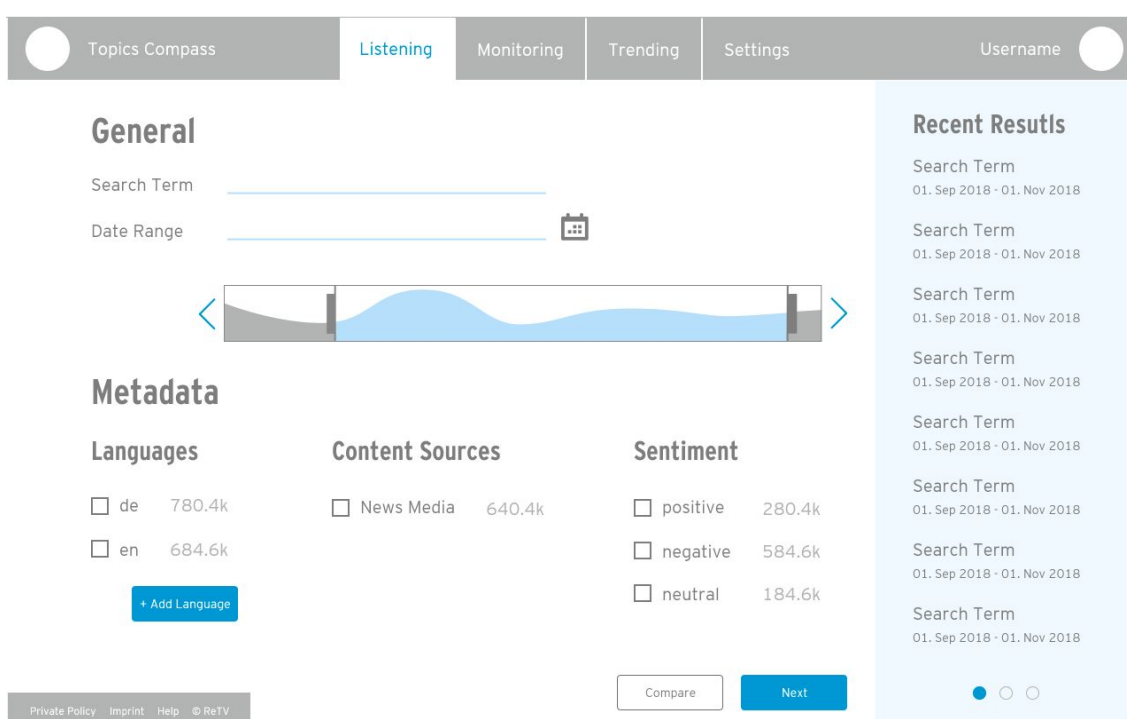 Topics Compass
Listening
Monitoring
Trending
Settings
Username
General
Search Term
Date Range
Metadata
Languages
de 780.4k
en 684.6k
+ Add Language
Content Sources
News Media 640.4k
Sentiment
positive 280.4k
negative 584.6k
neutral 184.6k
Compare
Next
Recent Resutls
Search Term
01. Sep 2018 - 01. Nov 2018
Search Term
01. Sep 2018 - 01. Nov 2018
Search Term
01. Sep 2018 - 01. Nov 2018
Search Term
01. Sep 2018 - 01. Nov 2018
Search Term
01. Sep 2018 - 01. Nov 2018
Search Term
01. Sep 2018 - 01. Nov 2018
Search Term
01. Sep 2018 - 01. Nov 2018
Search Term
01. Sep 2018 - 01. Nov 2018
Private Policy Imprint Help © ReTV